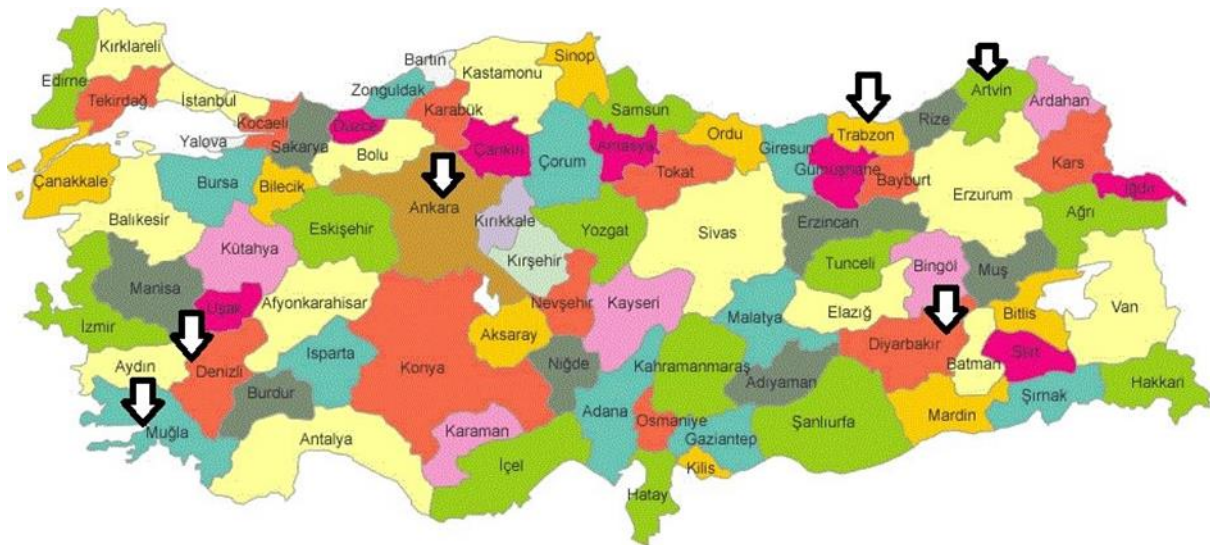 Kırklareli
Edirne
Tekirdağ
İstanbul
Kocaeli
Yalova
Sakarya
Düzce
Zonguldak
Bartın
Karabük
Kastamonu
Sinop
Bolu
Çankırı
Çorum
Samsun
Amasya
Tokat
Ordu
Giresun
Trabzon
Gümüşhane
Bayburt
Rize
Artvin
Ardahan
Kars
Iğdır
Çanakkale
Bursa
Bilecik
Balıkesir
Kütahya
Eskişehir
Ankara
Kırıkkale
Kırşehir
Yozgat
Sivas
Erzincan
Erzurum
Ağrı
Tunceli
Bingöl
Muş
Manisa
Uşak
Afyonkarahisar
İzmir
Aydın
Denizli
Isparta
Burdur
Konya
Aksaray
Nevşehir
Kayseri
Niğde
Malatya
Elazığ
Diyarbakır
Bitlis
Van
Batman
Siirt
Muğla
Antalya
Karaman
İçel
Adana
Kahramanmaraş
Osmaniye
Adıyaman
Gaziantep
Kilis
Hatay
Şanlıurfa
Mardin
Şırnak
Hakkari